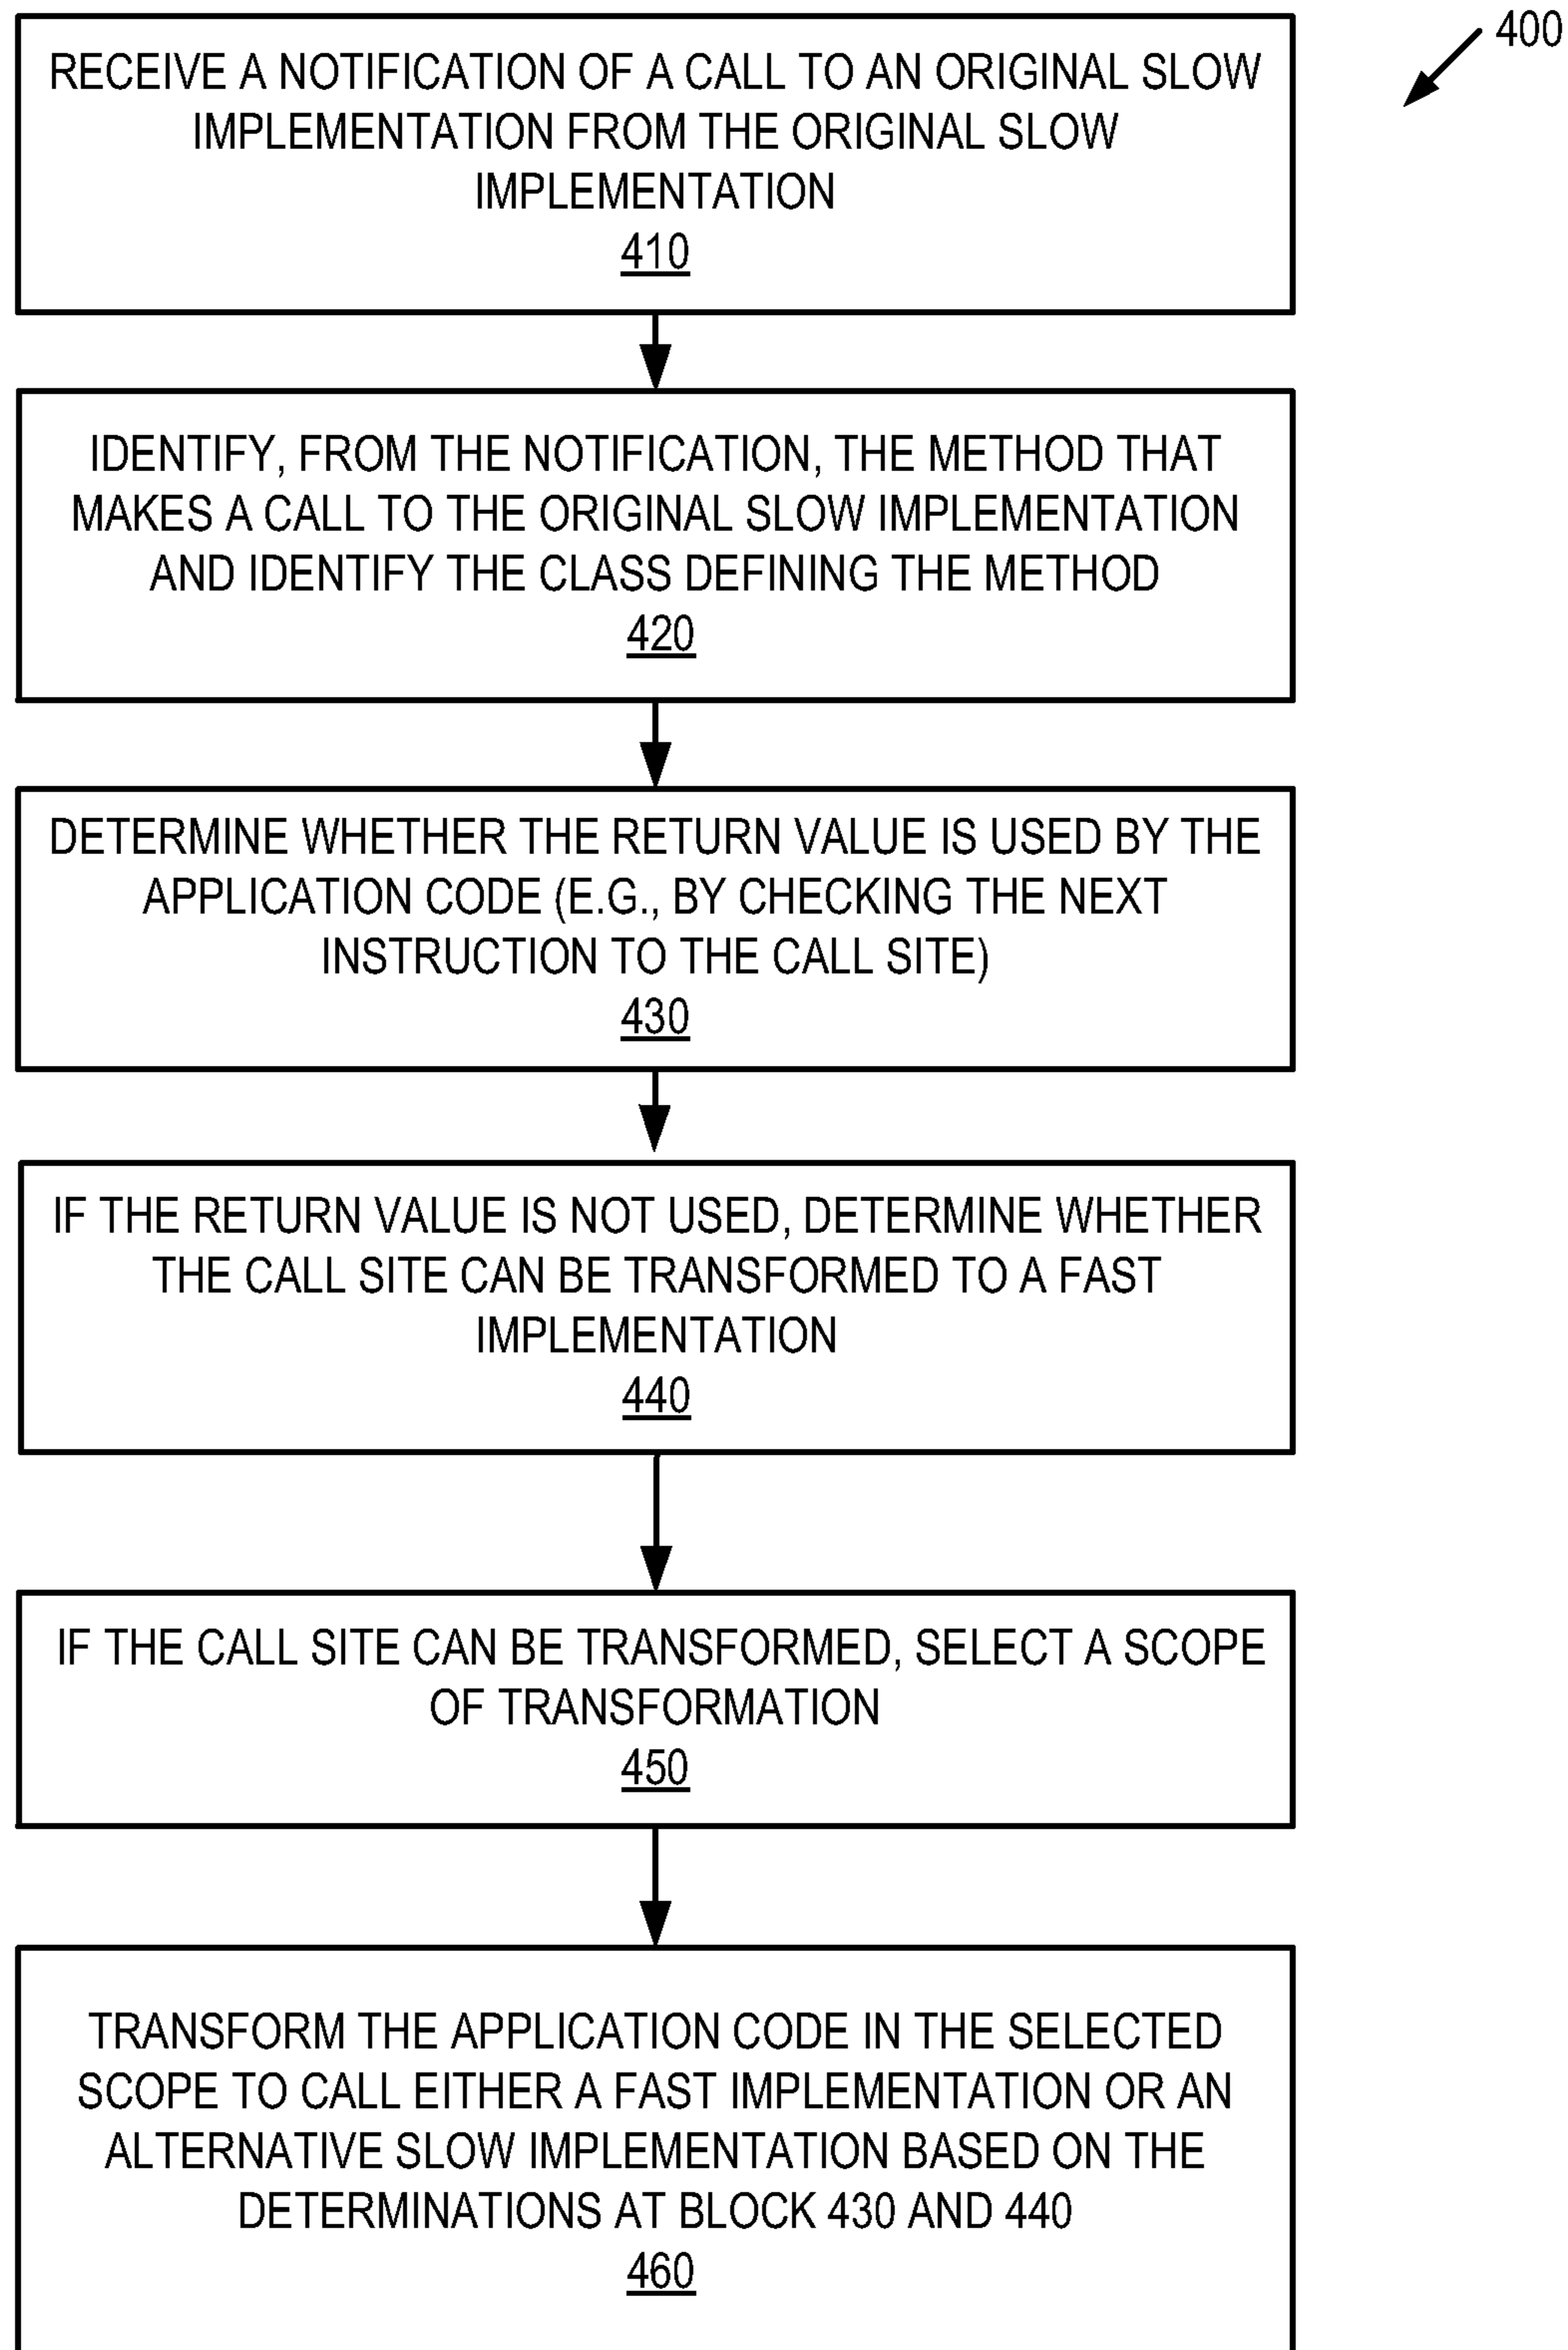 400
RECEIVE A NOTIFICATION OF A CALL TO AN ORIGINAL SLOW
IMPLEMENTATION FROM THE ORIGINAL SLOW
IMPLEMENTATION
410
IDENTIFY, FROM THE NOTIFICATION, THE METHOD THAT
MAKES A CALL TO THE ORIGINAL SLOW IMPLEMENTATION
AND IDENTIFY THE CLASS DEFINING THE METHOD
420
DETERMINE WHETHER THE RETURN VALUE IS USED BY THE
APPLICATION CODE (E.G., BY CHECKING THE NEXT
INSTRUCTION TO THE CALL SITE)
430
IF THE RETURN VALUE IS NOT USED, DETERMINE WHETHER
THE CALL SITE CAN BE TRANSFORMED TO A FAST
IMPLEMENTATION
440
IF THE CALL SITE CAN BE TRANSFORMED, SELECT A SCOPE
OF TRANSFORMATION
450
TRANSFORM THE APPLICATION CODE IN THE SELECTED
SCOPE TO CALL EITHER A FAST IMPLEMENTATION OR AN
ALTERNATIVE SLOW IMPLEMENTATION BASED ON THE
DETERMINATIONS AT BLOCK 430 AND 440
460